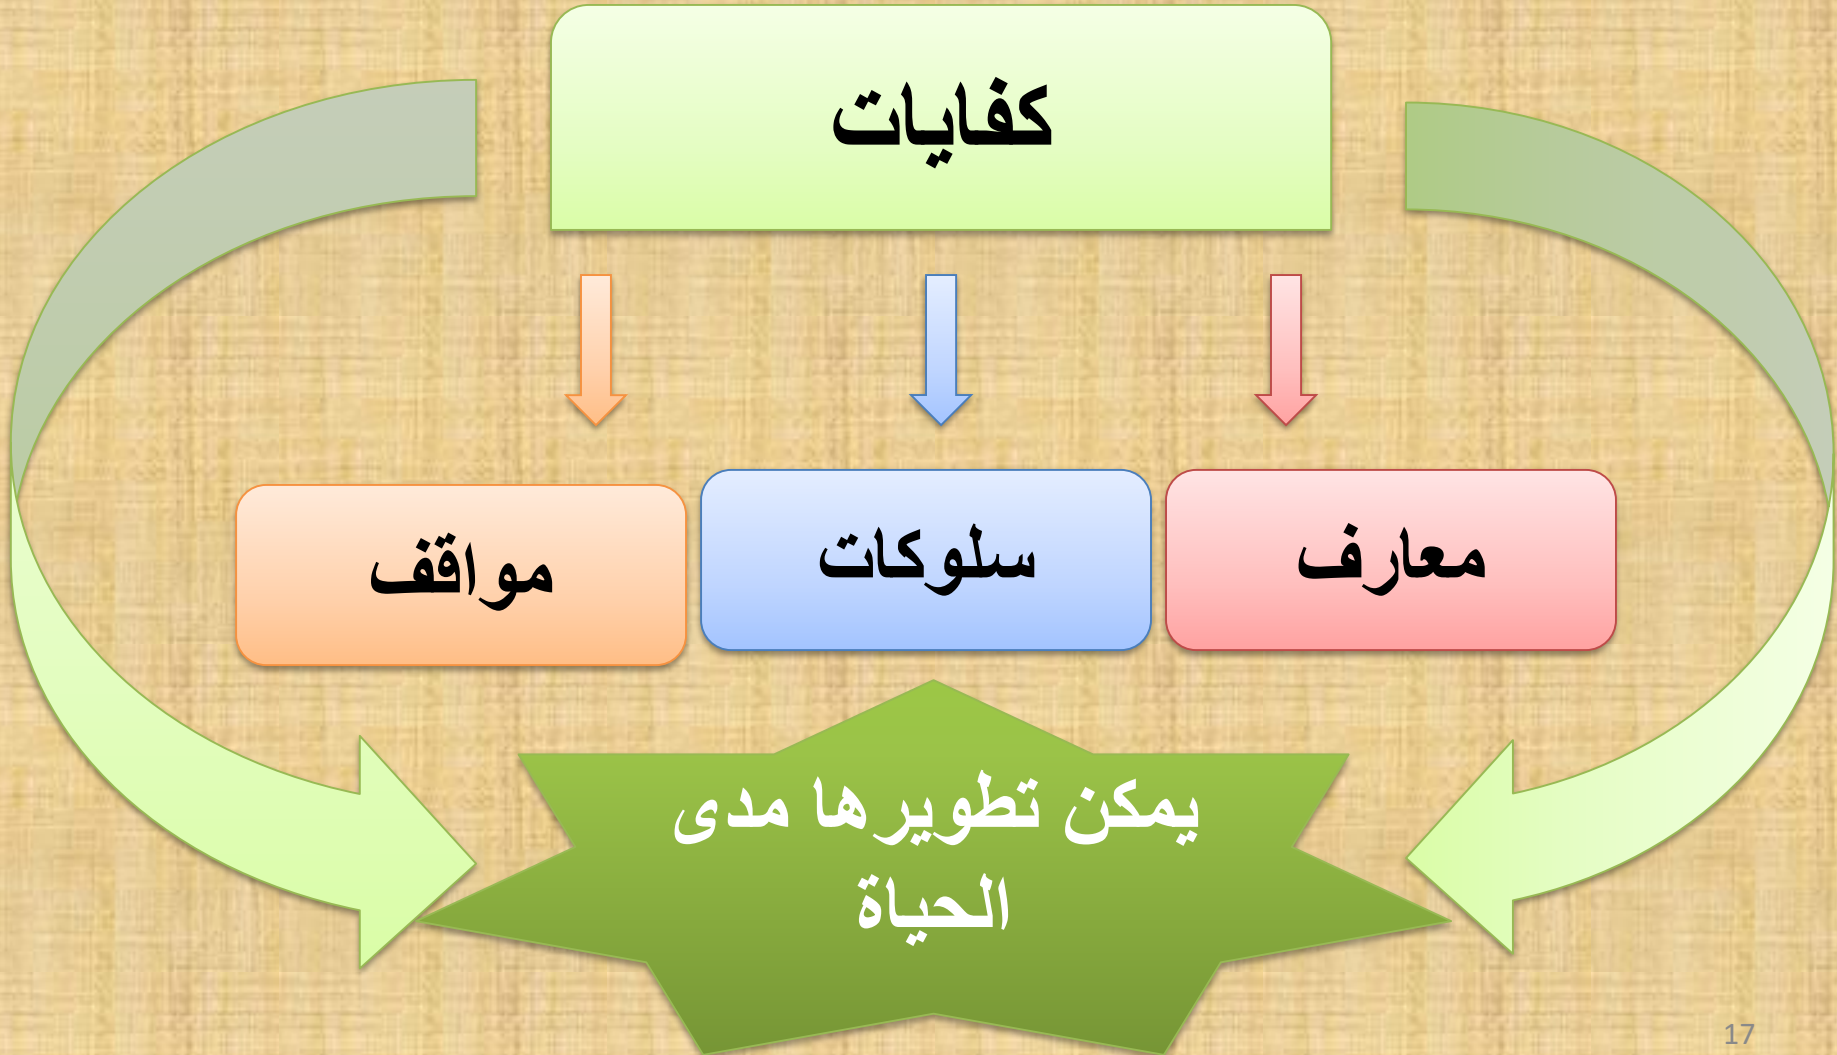 كفايات
معارف
سلوكات
مواقف
يمكن تطويرها مدى
الحياة
17